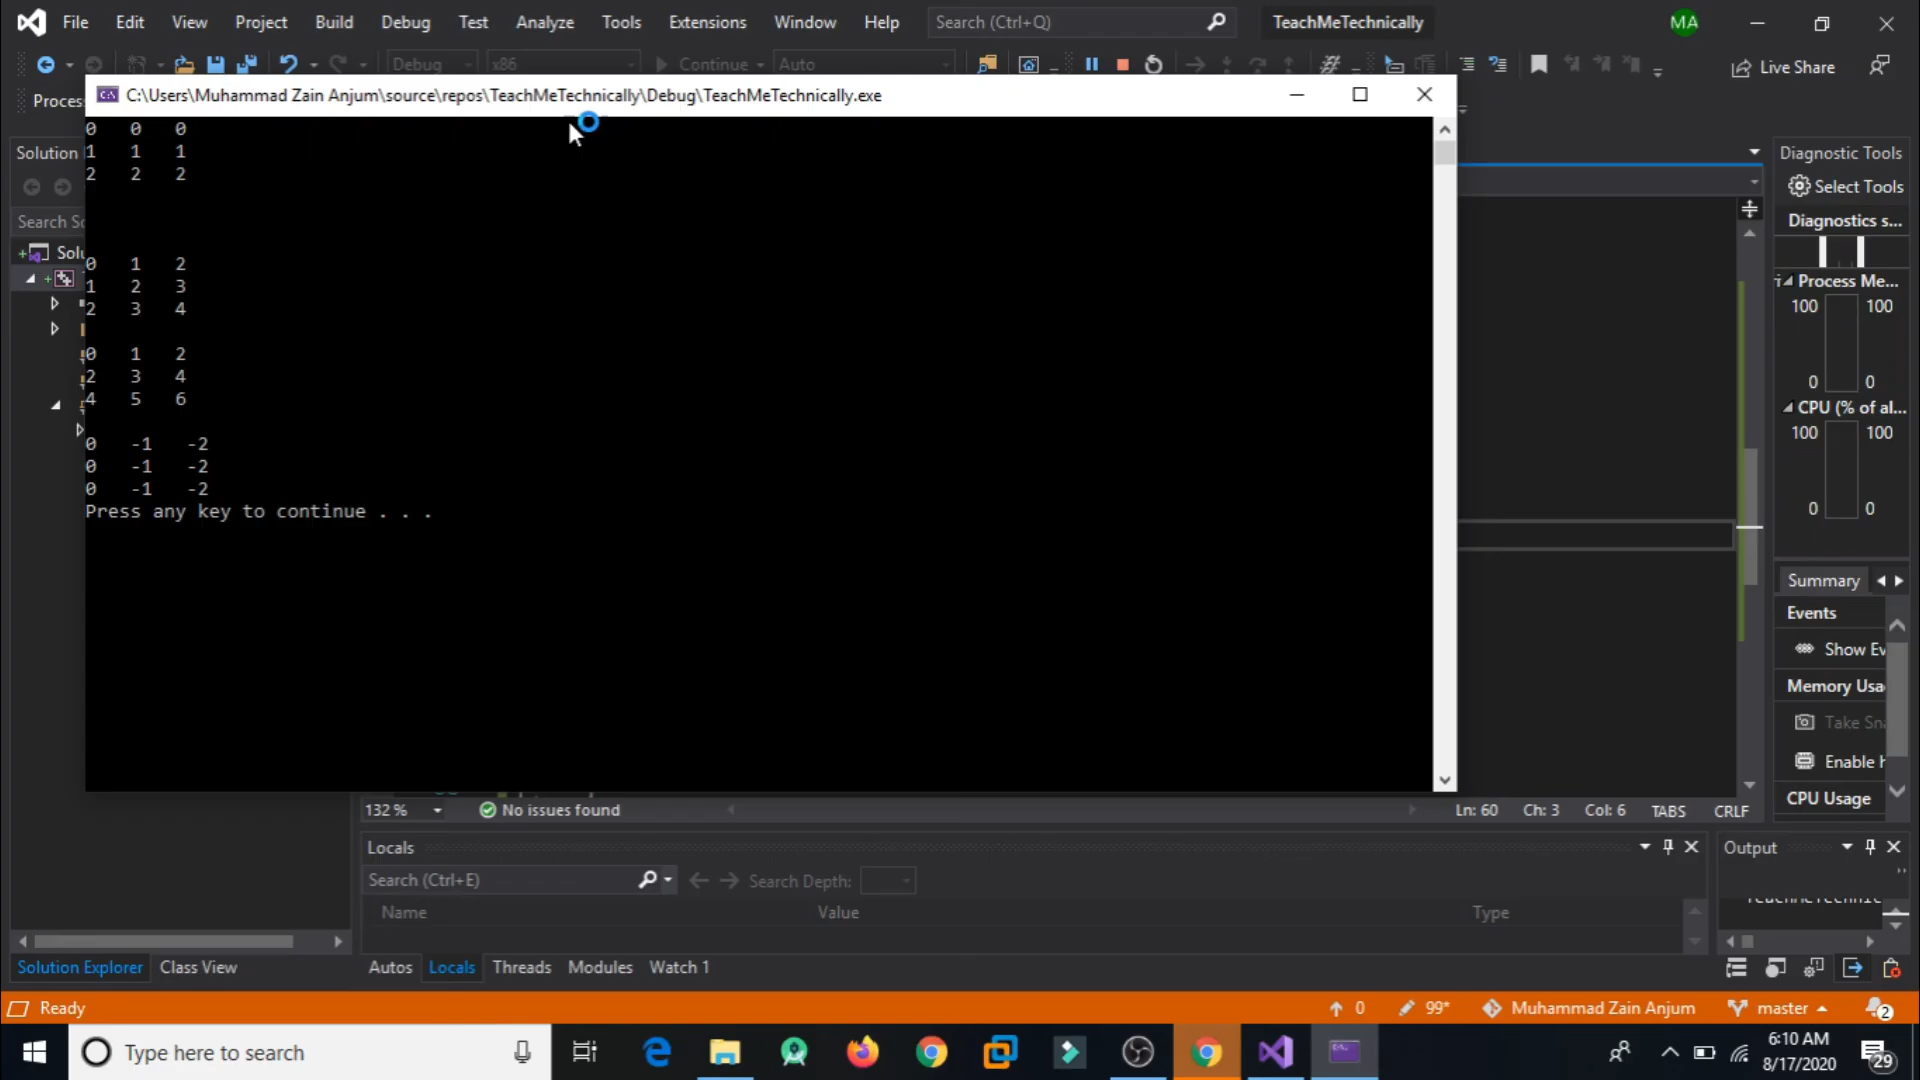 File Edit View Project Build Debug Test Analyze Tools Extensions Window Help Search (Ctrl+Q) TeachMeTechnically MA
Debug x86 Continue Auto Live Share
C:\Users\Muhammad Zain Anjum\source\repos\TeachMeTechnically\Debug\TeachMeTechnically.exe
0 0 0
1 1 1
2 2 2
0 1 2
1 2 3
2 3 4
0 1 2
2 3 4
4 5 6
0 -1 -2
0 -1 -2
0 -1 -2
Press any key to continue . . .
Solution
Diagnostic Tools
Select Tools
Diagnostics s...
Process Me...
100 100
0 0
CPU (% of al...
100 100
0 0
Summary
Events
Memory Usa
CPU Usage
132 % No issues found Ln: 60 Ch: 3 Col: 6 TABS CRLF
Locals Output
Search (Ctrl+E) Search Depth:
Name Value Type
Solution Explorer Class View Autos Locals Threads Modules Watch 1
Ready 0 99* Muhammad Zain Anjum master 2
Type here to search 6:10 AM
8/17/2020 29